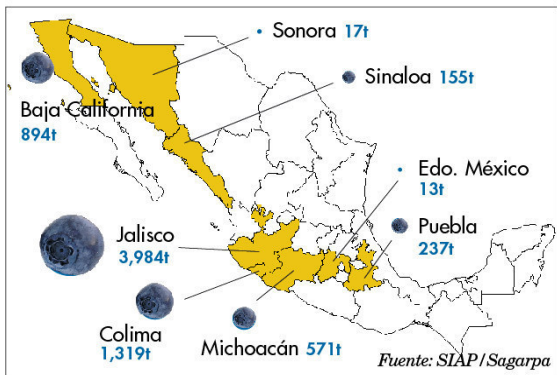 Sonora 17t
Sinaloa 155t
Baja California
894t
Edo. México
13t
Puebla
237t
Jalisco
3,984t
Colima
1,319t
Michoacán 571t
Fuente: SIAP/Sagarpa